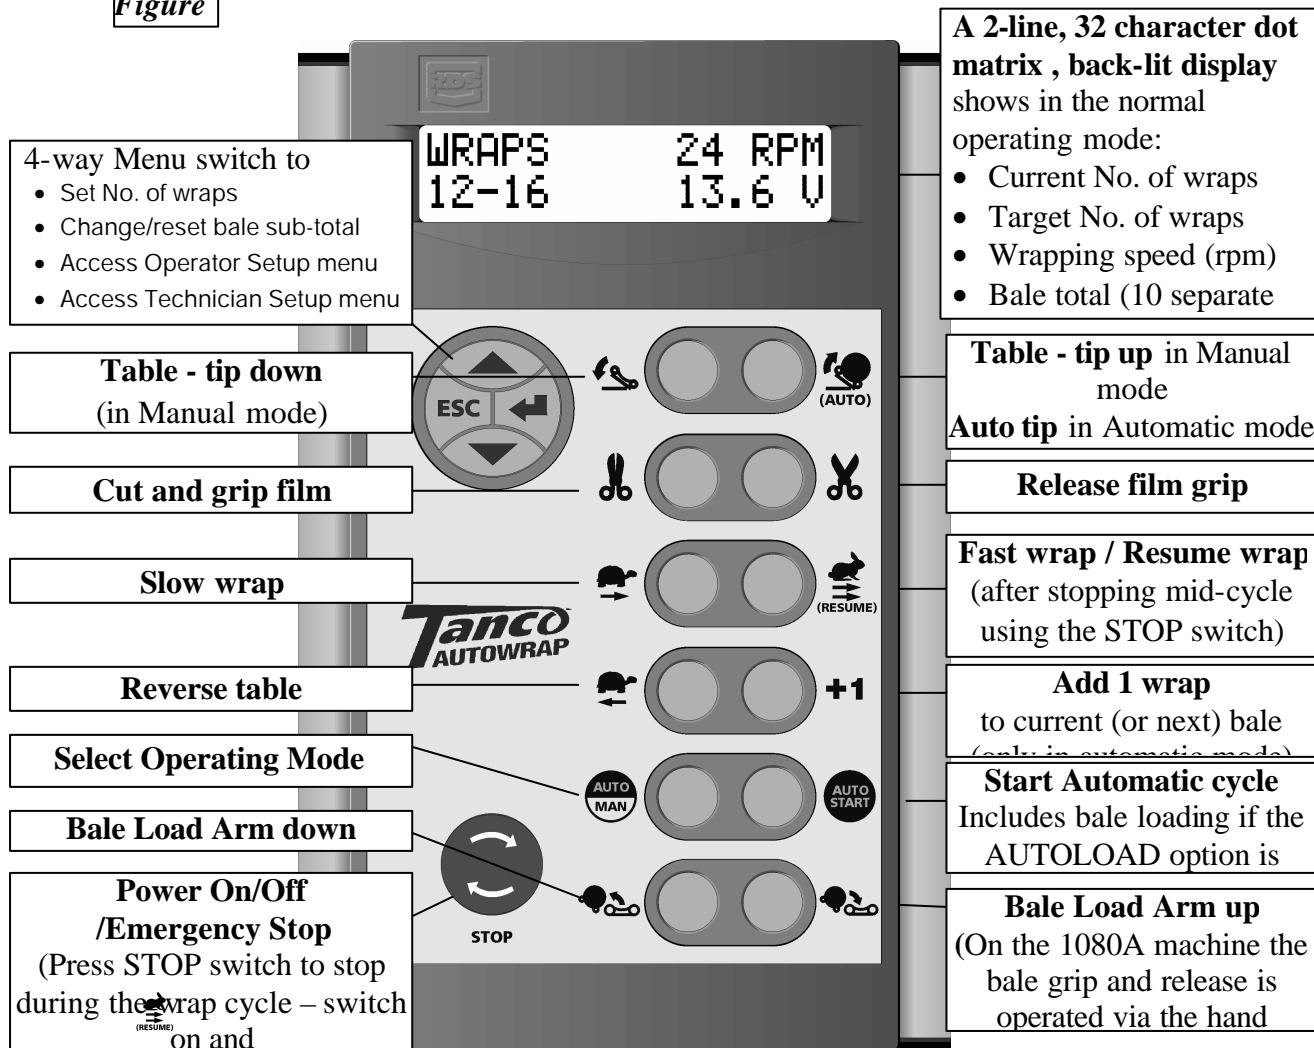 Figure
A 2-line, 32 character dot
matrix , back-lit display
shows in the normal
operating mode:
• Current No. of wraps
• Target No. of wraps
• Wrapping speed (rpm)
• Bale total (10 separate
RDS
WRAPS 24 RPM
12-16 13.6 V
4-way Menu switch to
• Set No. of wraps
• Change/reset bale sub-total
• Access Operator Setup menu
• Access Technician Setup menu
ESC
Table - tip down
(in Manual mode)
(AUTO)
Table - tip up in Manual
mode
Auto tip in Automatic mode
Cut and grip film
Release film grip
Slow wrap
(RESUME)
Fast wrap / Resume wrap
(after stopping mid-cycle
using the STOP switch)
Tanco
AUTOWRAP
Reverse table
+1
Add 1 wrap
to current (or next) bale
(only in automatic mode)
Select Operating Mode
AUTO
MAN
AUTO
START
Start Automatic cycle
Includes bale loading if the
AUTOLOAD option is
Bale Load Arm down
STOP
Power On/Off
/Emergency Stop
(Press STOP switch to stop
during the wrap cycle – switch
(RESUME)
on and
Bale Load Arm up
(On the 1080A machine the
bale grip and release is
operated via the hand